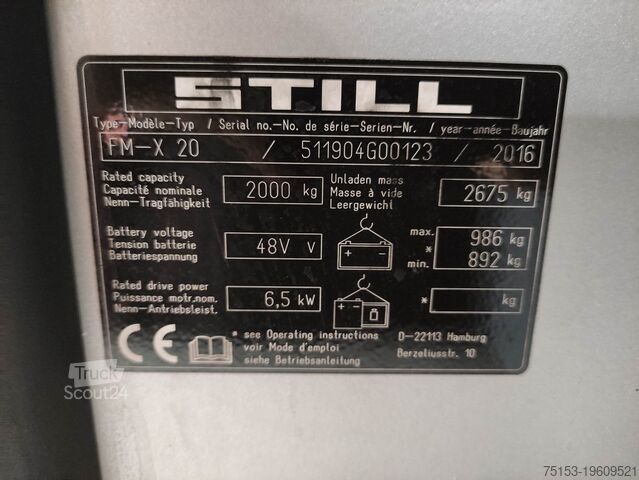 STILL
Type-Modèle-Typ / Serial no.-No. de série-Serien-Nr. / year-année-Baujahr
FM-X 20 / 511904G00123 / 2016
Rated capacity
Capacité nominale
Nenn-Tragfähigkeit
2000 kg
Unladen mass
Masse à vide
Leergewicht
2675 kg
Battery voltage
Tension batterie
Batteriespannung
48V v
max. 986 kg
*
min. 892 kg
Rated drive power
Puissance motr.nom.
Nenn-Antriebsleist.
6,5 kW
* kg
* see Operating instructions
voir Mode d'emploi
siehe Betriebsanleitung
D-22113 Hamburg
Berzeliusstr. 10
CE
Truck
Scout24
75153-19609521